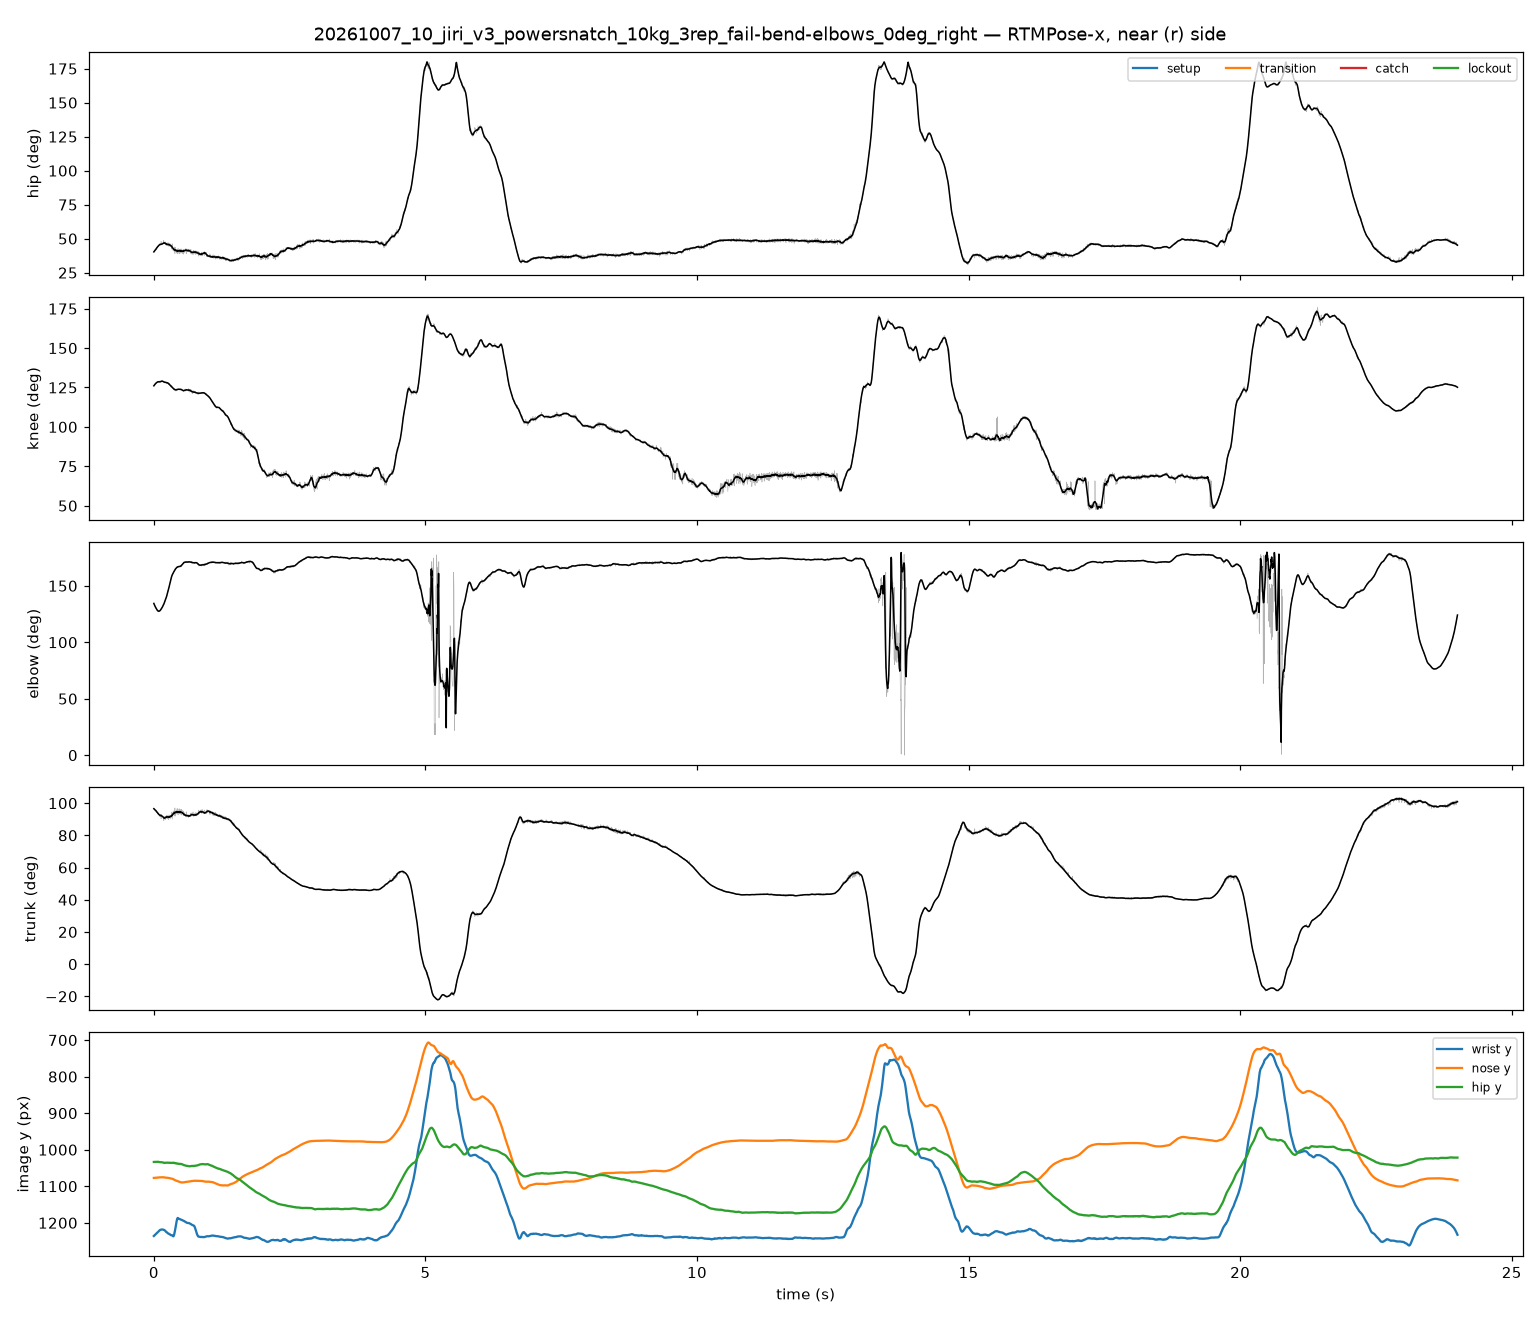 20261007_10_jiri_v3_powersnatch_10kg_3rep_fail-bend-elbows_0deg_right — RTMPose-x, near (r) side
setup transition catch lockout
hip (deg)
175
150
125
100
75
50
25
knee (deg)
175
150
125
100
75
50
elbow (deg)
150
100
50
0
trunk (deg)
100
80
60
40
20
0
−20
image y (px)
700
800
900
1000
1100
1200
wrist y
nose y
hip y
0 5 10 15 20 25
time (s)